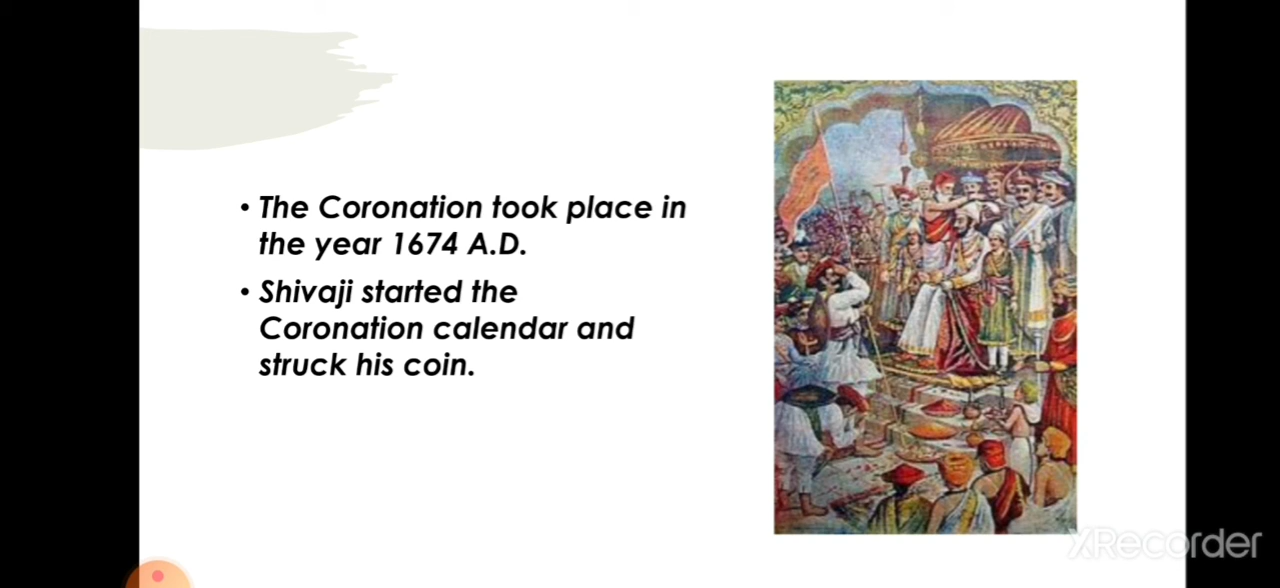 • The Coronation took place in
the year 1674 A.D.
• Shivaji started the
Coronation calendar and
struck his coin.
XRecorder